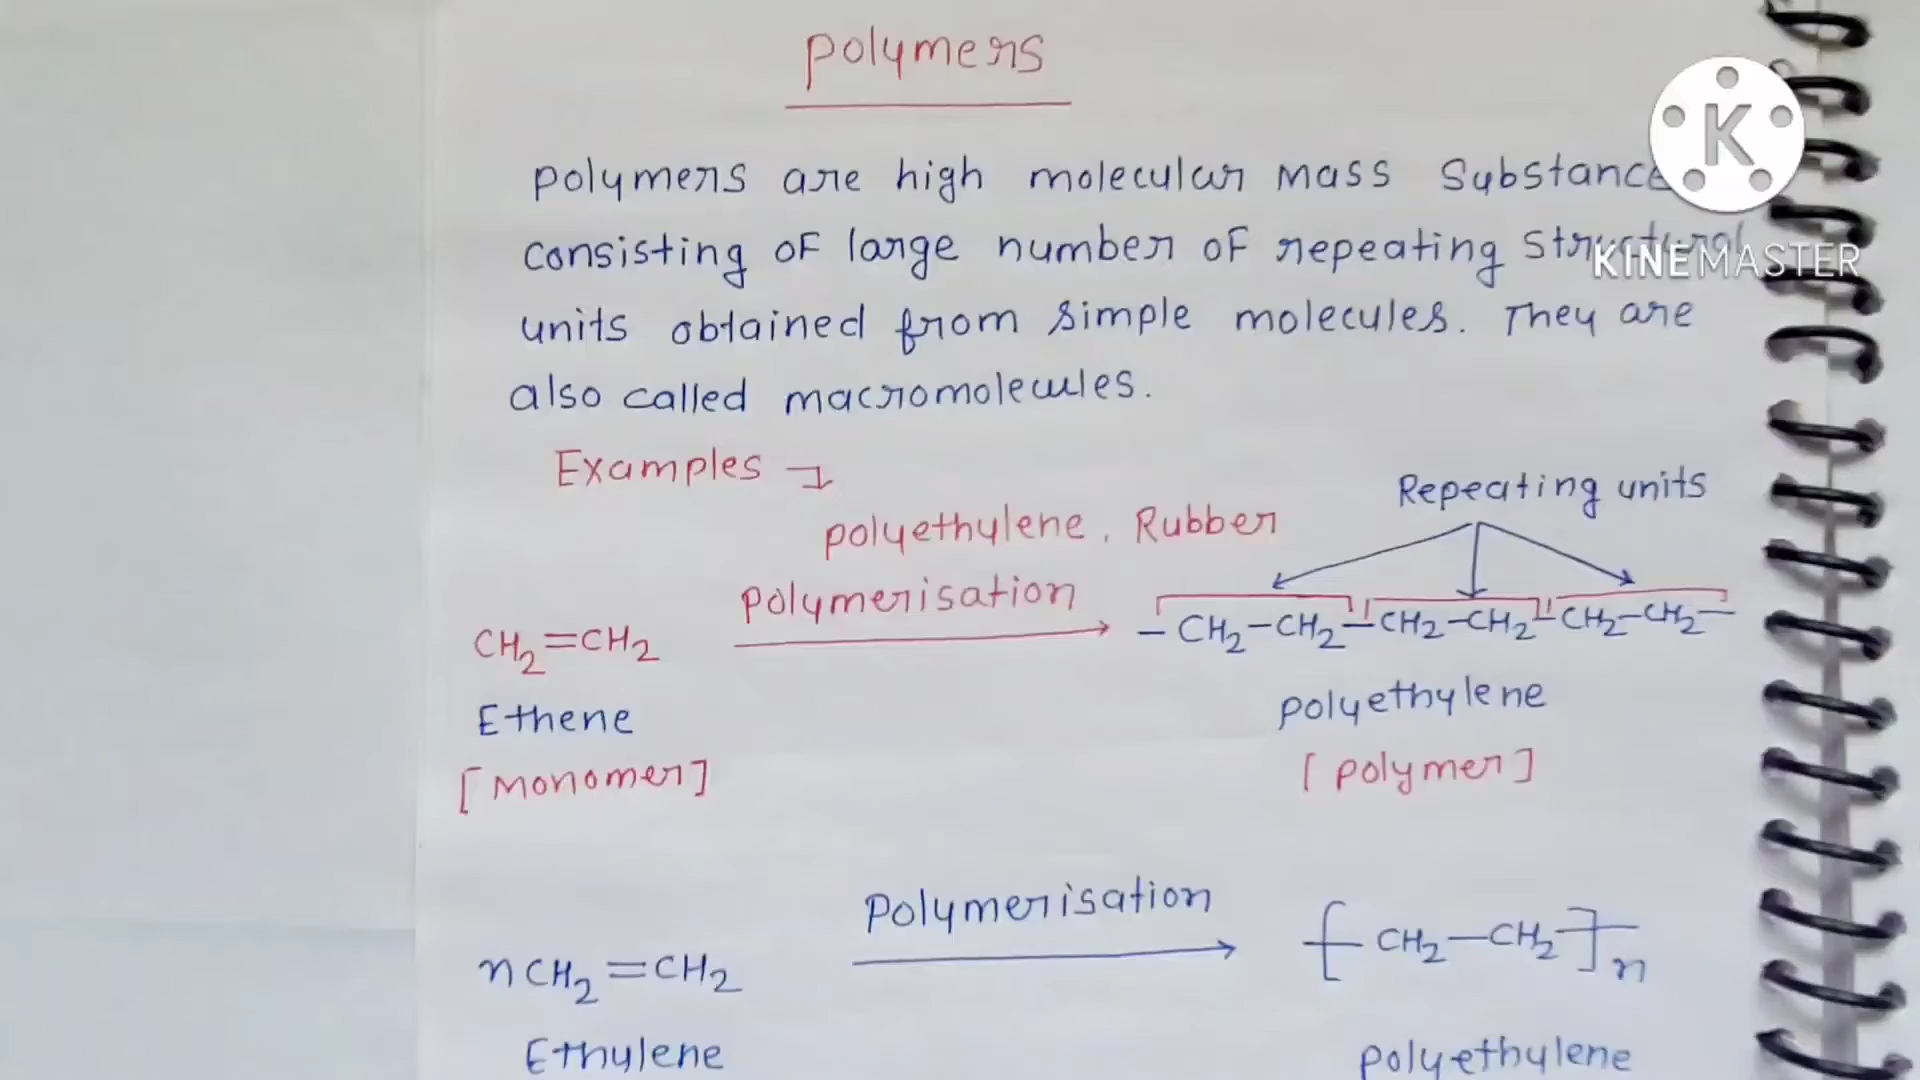 polymers
polymers are high molecular mass Substance
consisting of large number of repeating structural
units obtained from simple molecules. They are
also called macromolecules.
Examples →
polyethylene, Rubber
Repeating units
CH₂=CH₂ polymerisation → –CH₂–CH₂–CH₂–CH₂–CH₂–CH₂–
Ethene polyethylene
[monomer] [polymer]
nCH₂=CH₂ Polymerisation → [CH₂–CH₂]n
Ethylene polyethylene
K
KINEMASTER